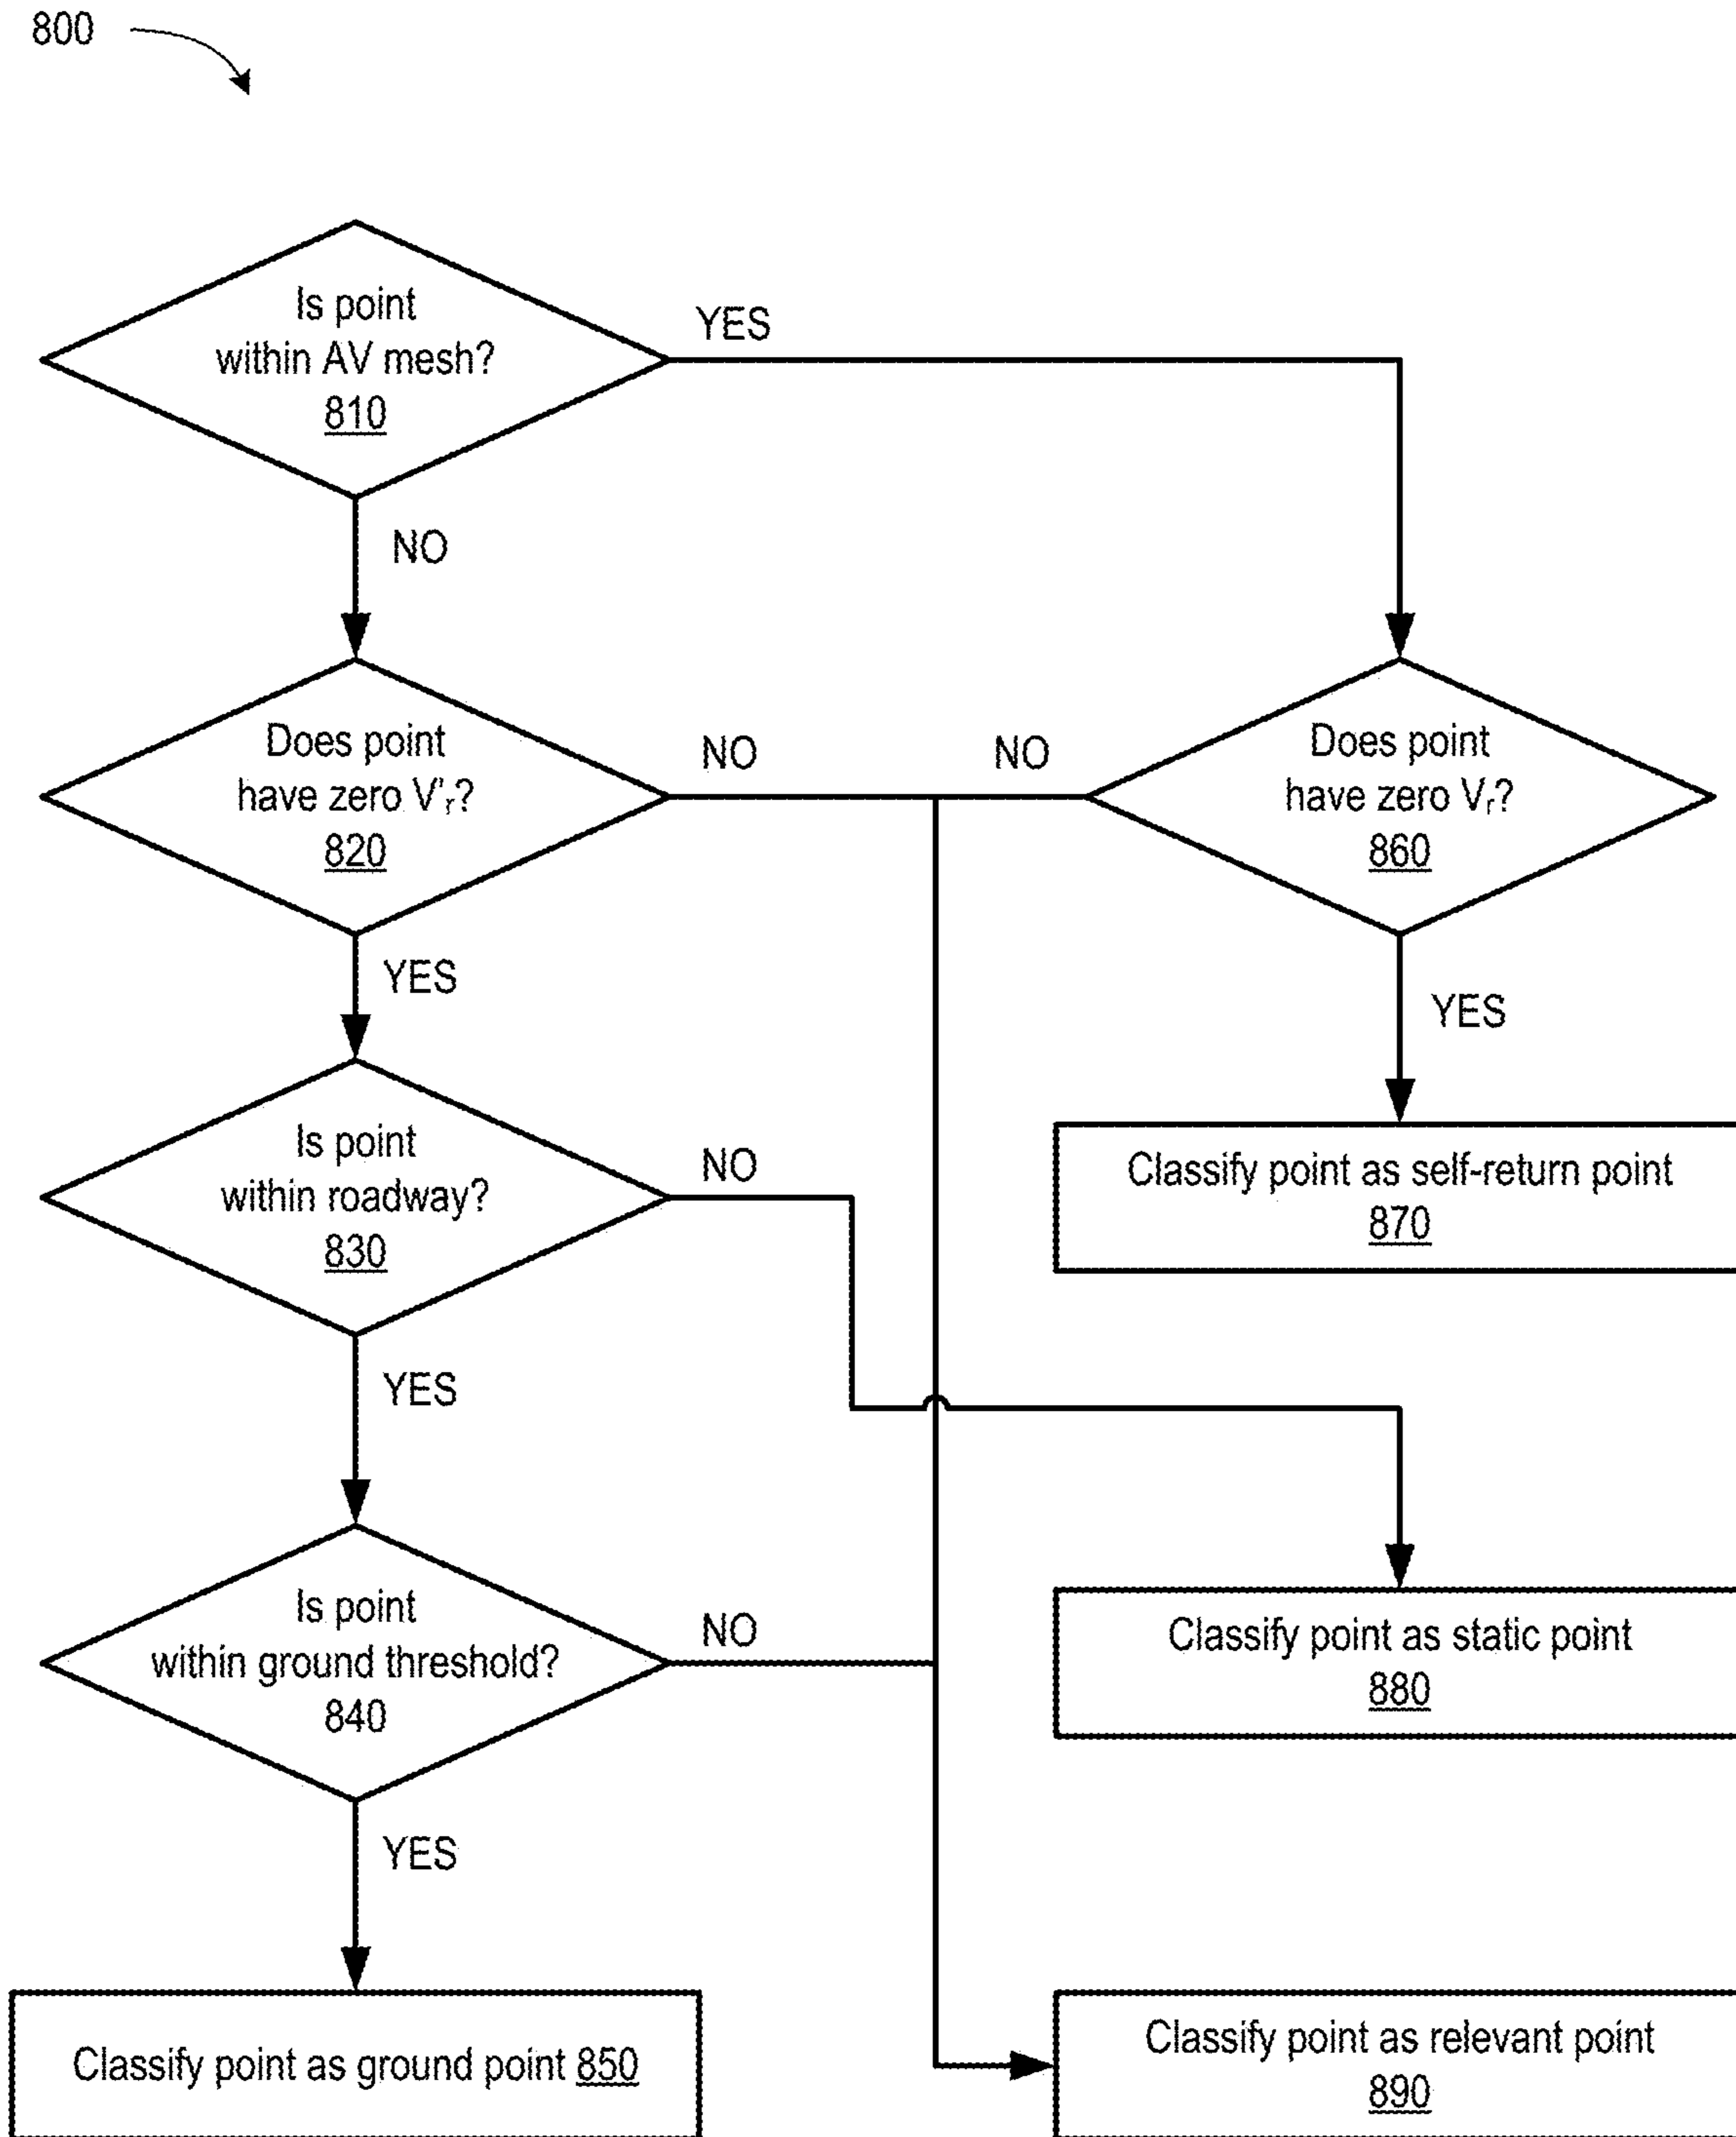 800
Is point
within AV mesh?
810
YES
NO
Does point
have zero V'r?
820
NO
NO
Does point
have zero Vr?
860
YES
YES
Is point
within roadway?
830
NO
Classify point as self-return point
870
YES
Is point
within ground threshold?
840
NO
Classify point as static point
880
YES
Classify point as ground point 850
Classify point as relevant point
890